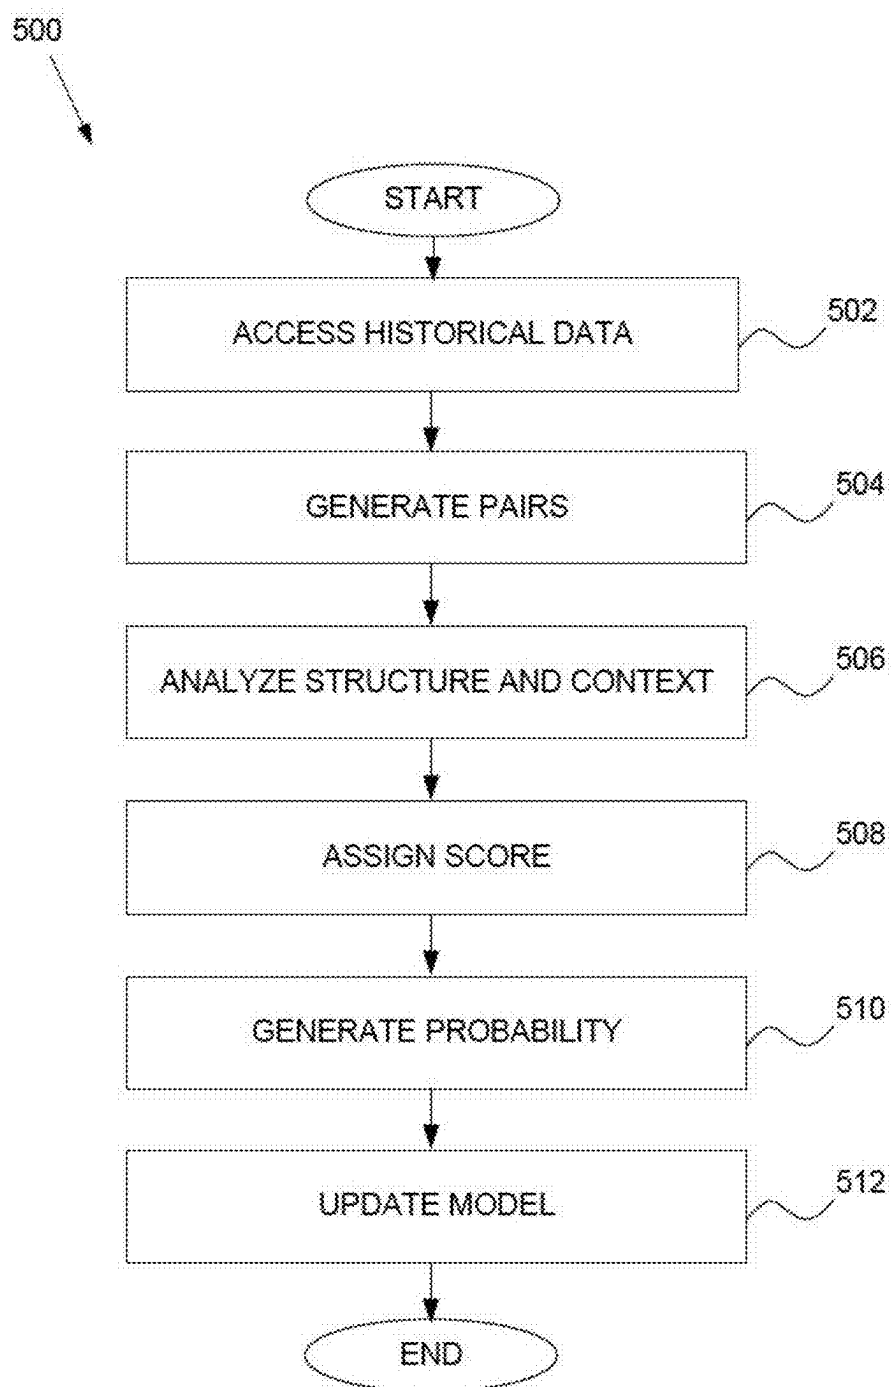 500
START
ACCESS HISTORICAL DATA
502
GENERATE PAIRS
504
ANALYZE STRUCTURE AND CONTEXT
506
ASSIGN SCORE
508
GENERATE PROBABILITY
510
UPDATE MODEL
512
END